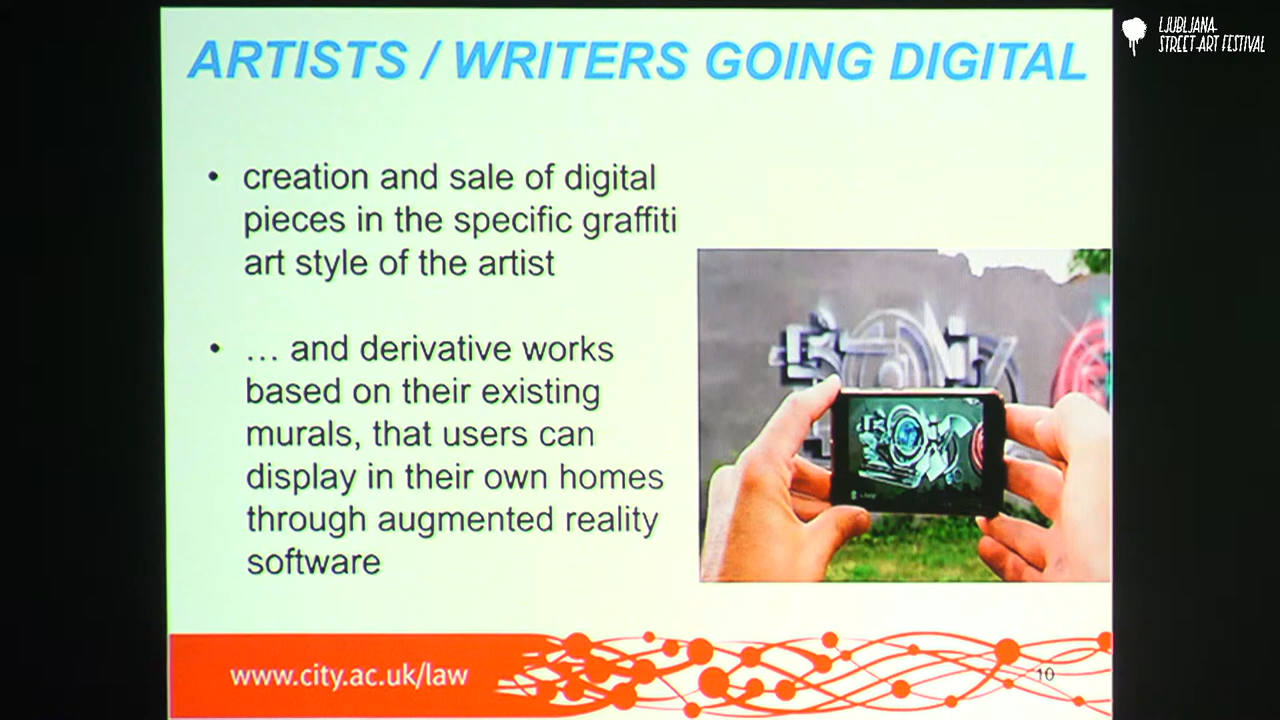 LJUBLJANA
STREET ART FESTIVAL
ARTISTS / WRITERS GOING DIGITAL
• creation and sale of digital
pieces in the specific graffiti
art style of the artist
• … and derivative works
based on their existing
murals, that users can
display in their own homes
through augmented reality
software
www.city.ac.uk/law
10